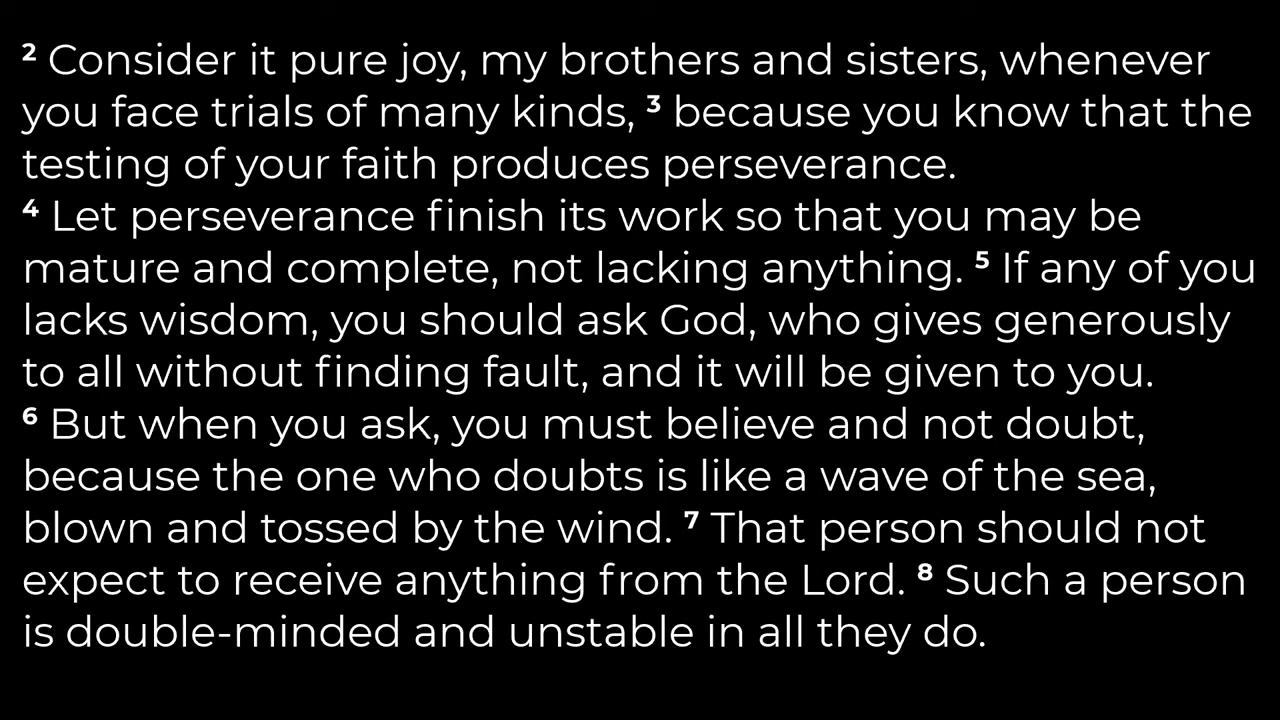 ² Consider it pure joy, my brothers and sisters, whenever
you face trials of many kinds, ³ because you know that the
testing of your faith produces perseverance.
⁴ Let perseverance finish its work so that you may be
mature and complete, not lacking anything. ⁵ If any of you
lacks wisdom, you should ask God, who gives generously
to all without finding fault, and it will be given to you.
⁶ But when you ask, you must believe and not doubt,
because the one who doubts is like a wave of the sea,
blown and tossed by the wind. ⁷ That person should not
expect to receive anything from the Lord. ⁸ Such a person
is double-minded and unstable in all they do.